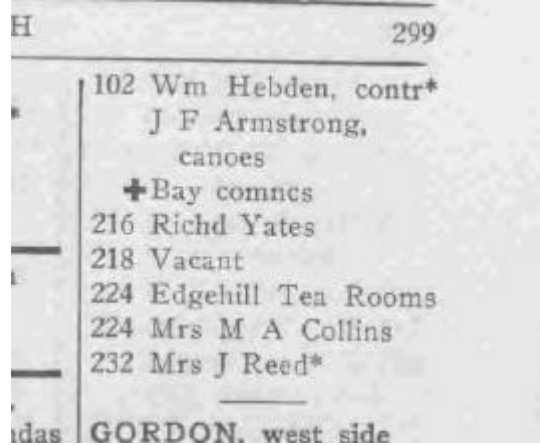 H 299
102 Wm Hebden, contr*
J F Armstrong,
canoes
✚Bay comncs
216 Richd Yates
218 Vacant
224 Edgehill Tea Rooms
224 Mrs M A Collins
232 Mrs J Reed*
das GORDON, west side